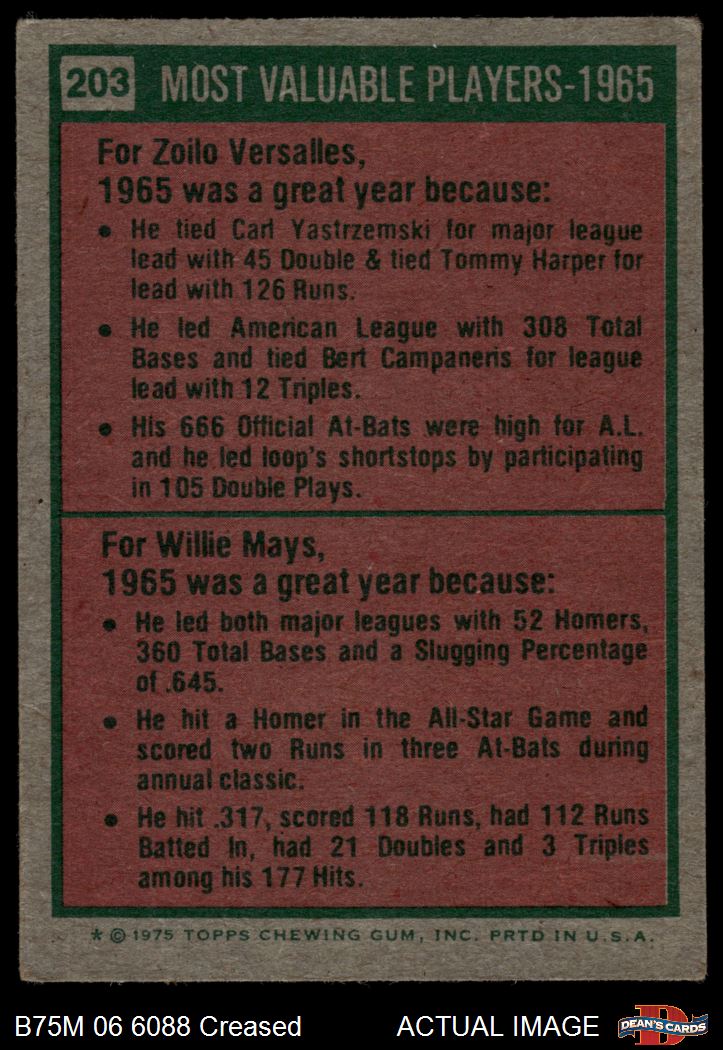 203 MOST VALUABLE PLAYERS-1965
For Zoilo Versalles,
1965 was a great year because:
• He tied Carl Yastrzemski for major league
lead with 45 Double & tied Tommy Harper for
lead with 126 Runs.
• He led American League with 308 Total
Bases and tied Bert Campaneris for league
lead with 12 Triples.
• His 666 Official At-Bats were high for A.L.
and he led loop's shortstops by participating
in 105 Double Plays.
For Willie Mays,
1965 was a great year because:
• He led both major leagues with 52 Homers,
360 Total Bases and a Slugging Percentage
of .645.
• He hit a Homer in the All-Star Game and
scored two Runs in three At-Bats during
annual classic.
• He hit .317, scored 118 Runs, had 112 Runs
Batted In, had 21 Doubles and 3 Triples
among his 177 Hits.
* © 1975 TOPPS CHEWING GUM, INC. PRTD IN U.S.A.
B75M 06 6088 Creased ACTUAL IMAGE DEAN'S CARDS